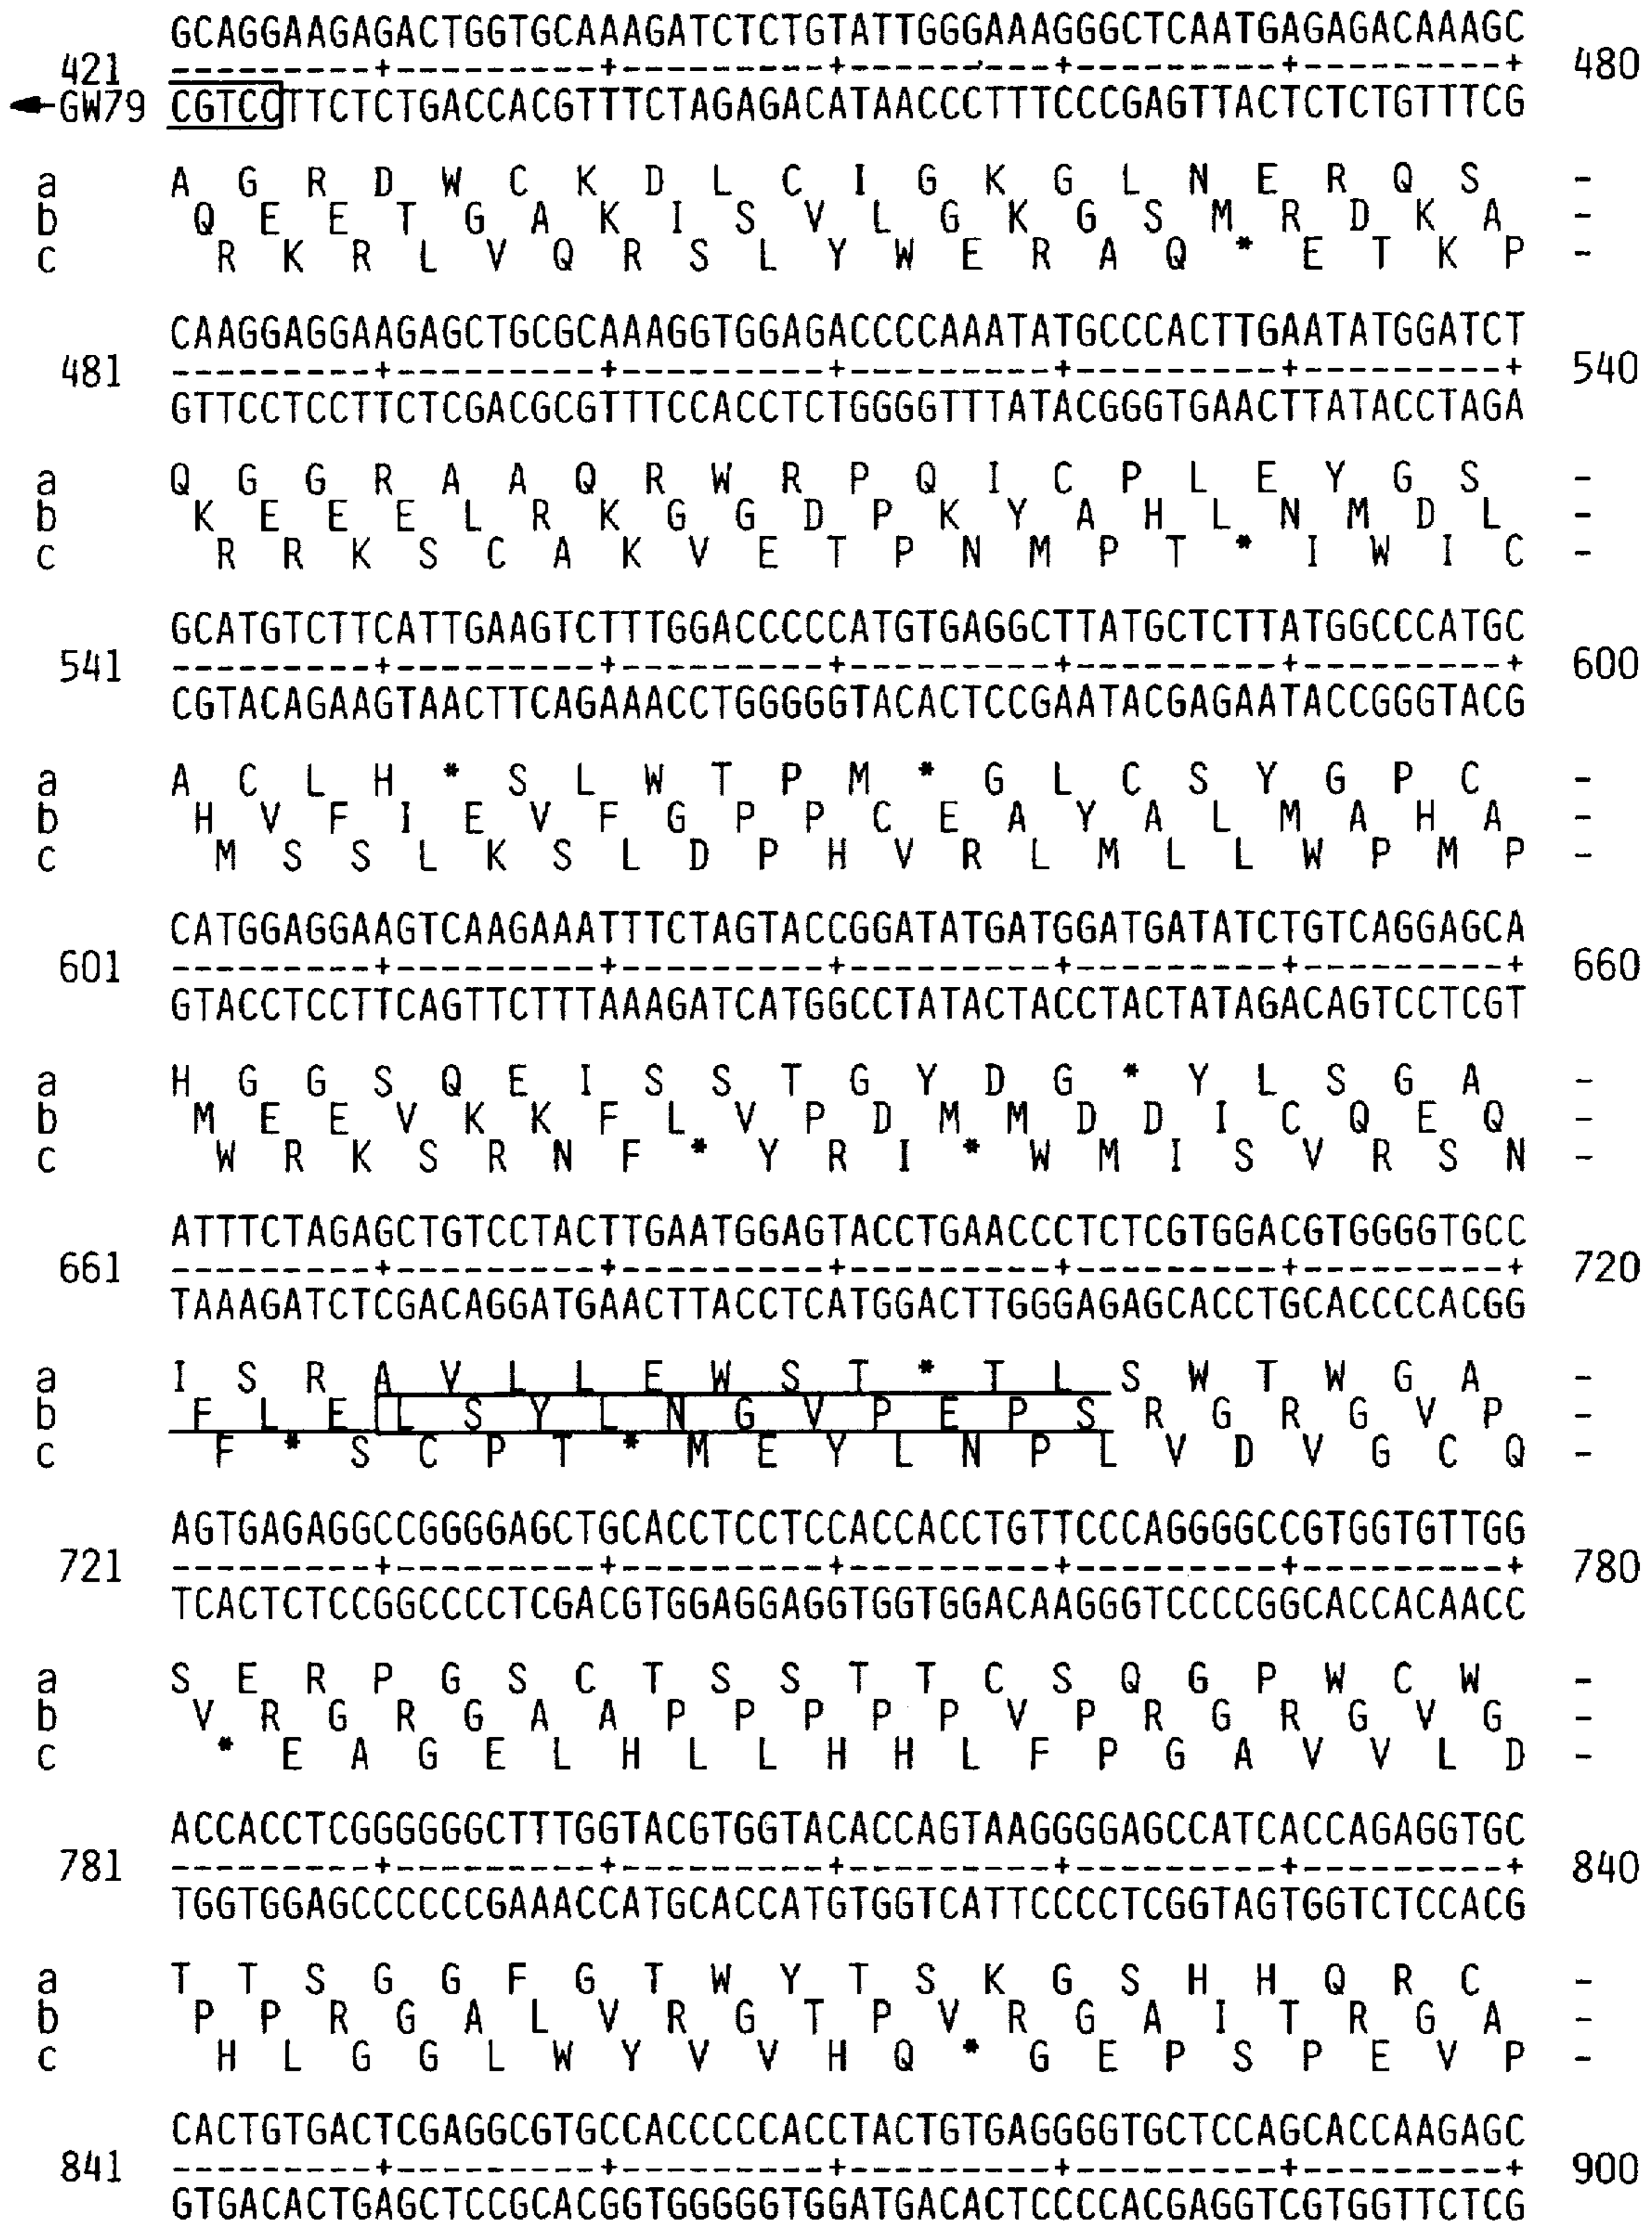 GCAGGAAGAGACTGGTGCAAAGATCTCTGTATTGGGAAAGGGCTCAATGAGAGACAAAGC
421 ---------+---------+---------+---------+---------+---------+ 480
GW79 CGTCCTTCTCTGACCACGTTTCTAGAGACATAACCCTTTCCCGAGTTACTCTCTGTTTCG
a A G R D W C K D L C I G K G L N E R Q S -
b Q E E T G A K I S V L G K G S M R D K A -
c R K R L V Q R S L Y W E R A Q * E T K P -
CAAGGAGGAAGAGCTGCGCAAAGGTGGAGACCCCAAATATGCCCACTTGAATATGGATCT
481 ---------+---------+---------+---------+---------+---------+ 540
GTTCCTCCTTCTCGACGCGTTTCCACCTCTGGGGTTTATACGGGTGAACTTATACCTAGA
a Q G G R A A Q R W R P Q I C P L E Y G S -
b K E E E L R K G G D P K Y A H L N M D L -
c R R K S C A K V E T P N M P T * I W I C -
GCATGTCTTCATTGAAGTCTTTGGACCCCCATGTGAGGCTTATGCTCTTATGGCCCATGC
541 ---------+---------+---------+---------+---------+---------+ 600
CGTACAGAAGTAACTTCAGAAACCTGGGGGTACACTCCGAATACGAGAATACCGGGTACG
a A C L H * S L W T P M * G L C S Y G P C -
b H V F I E V F G P P C E A Y A L M A H A -
c M S S L K S L D P H V R L M L L W P M P -
CATGGAGGAAGTCAAGAAATTTCTAGTACCGGATATGATGGATGATATCTGTCAGGAGCA
601 ---------+---------+---------+---------+---------+---------+ 660
GTACCTCCTTCAGTTCTTTAAAGATCATGGCCTATACTACCTACTATAGACAGTCCTCGT
a H G G S Q E I S S T G Y D G * Y L S G A -
b M E E V K K F L V P D M M D D I C Q E Q -
c W R K S R N F * Y R I * W M I S V R S N -
ATTTCTAGAGCTGTCCTACTTGAATGGAGTACCTGAACCCTCTCGTGGACGTGGGGTGCC
661 ---------+---------+---------+---------+---------+---------+ 720
TAAAGATCTCGACAGGATGAACTTACCTCATGGACTTGGGAGAGCACCTGCACCCCACGG
a I S R A V L L E W S T * T L S W T W G A -
b F L E L S Y L N G V P E P S R G R G V P -
c F * S C P T * M E Y L N P L V D V G C Q -
AGTGAGAGGCCGGGGAGCTGCACCTCCTCCACCACCTGTTCCCAGGGGCCGTGGTGTTGG
721 ---------+---------+---------+---------+---------+---------+ 780
TCACTCTCCGGCCCCTCGACGTGGAGGAGGTGGTGGACAAGGGTCCCCGGCACCACAACC
a S E R P G S C T S S T T C S Q G P W C W -
b V R G R G A A P P P P P V P R G R G V G -
c * E A G E L H L L H H L F P G A V V L D -
ACCACCTCGGGGGGCTTTGGTACGTGGTACACCAGTAAGGGGAGCCATCACCAGAGGTGC
781 ---------+---------+---------+---------+---------+---------+ 840
TGGTGGAGCCCCCCGAAACCATGCACCATGTGGTCATTCCCCTCGGTAGTGGTCTCCACG
a T T S G G F G T W Y T S K G S H H Q R C -
b P P R G A L V R G T P V R G A I T R G A -
c H L G G L W Y V V H Q * G E P S P E V P -
CACTGTGACTCGAGGCGTGCCACCCCCACCTACTGTGAGGGGTGCTCCAGCACCAAGAGC
841 ---------+---------+---------+---------+---------+---------+ 900
GTGACACTGAGCTCCGCACGGTGGGGGTGGATGACACTCCCCACGAGGTCGTGGTTCTCG